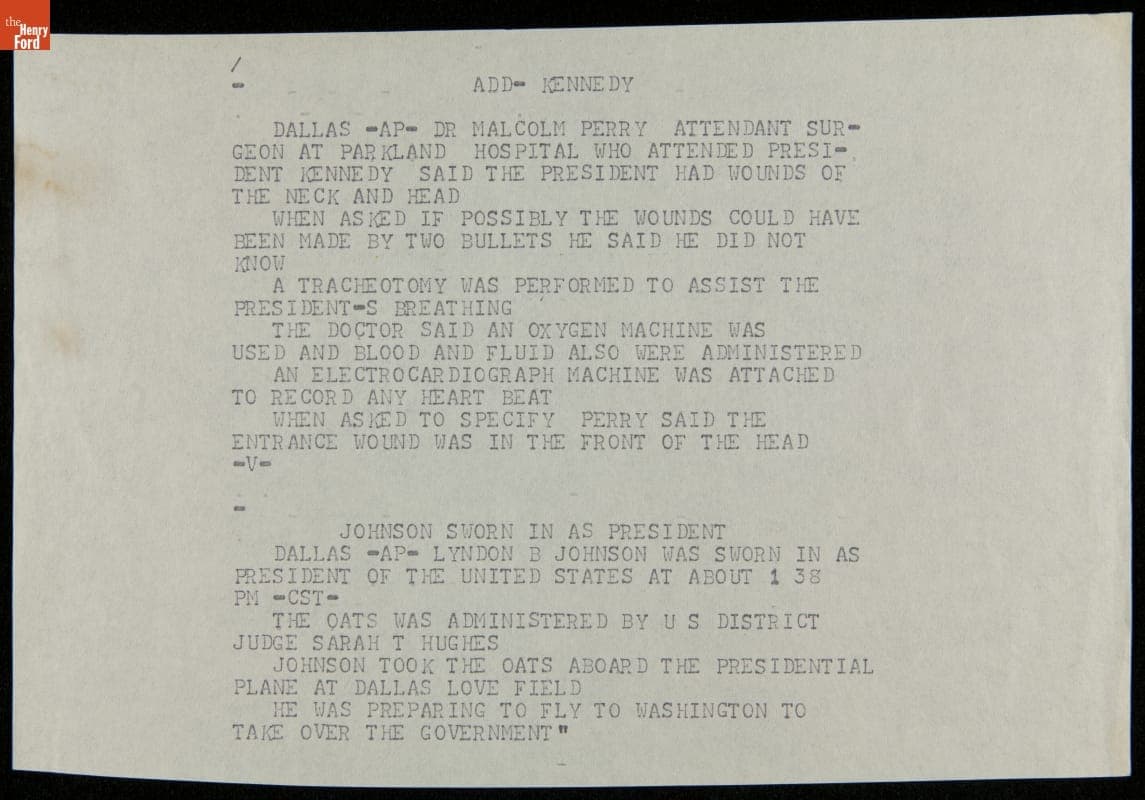 the
Henry
Ford
/
- ADD- KENNEDY
DALLAS -AP- DR MALCOLM PERRY ATTENDANT SUR-
GEON AT PARKLAND HOSPITAL WHO ATTENDED PRESI-
DENT KENNEDY SAID THE PRESIDENT HAD WOUNDS OF
THE NECK AND HEAD
WHEN ASKED IF POSSIBLY THE WOUNDS COULD HAVE
BEEN MADE BY TWO BULLETS HE SAID HE DID NOT
KNOW
A TRACHEOTOMY WAS PERFORMED TO ASSIST THE
PRESIDENT-S BREATHING
THE DOCTOR SAID AN OXYGEN MACHINE WAS
USED AND BLOOD AND FLUID ALSO WERE ADMINISTERED
AN ELECTROCARDIOGRAPH MACHINE WAS ATTACHED
TO RECORD ANY HEART BEAT
WHEN ASKED TO SPECIFY PERRY SAID THE
ENTRANCE WOUND WAS IN THE FRONT OF THE HEAD
-V-
-
JOHNSON SWORN IN AS PRESIDENT
DALLAS -AP- LYNDON B JOHNSON WAS SWORN IN AS
PRESIDENT OF THE UNITED STATES AT ABOUT 1 38
PM -CST-
THE OATS WAS ADMINISTERED BY U S DISTRICT
JUDGE SARAH T HUGHES
JOHNSON TOOK THE OATS ABOARD THE PRESIDENTIAL
PLANE AT DALLAS LOVE FIELD
HE WAS PREPARING TO FLY TO WASHINGTON TO
TAKE OVER THE GOVERNMENT"